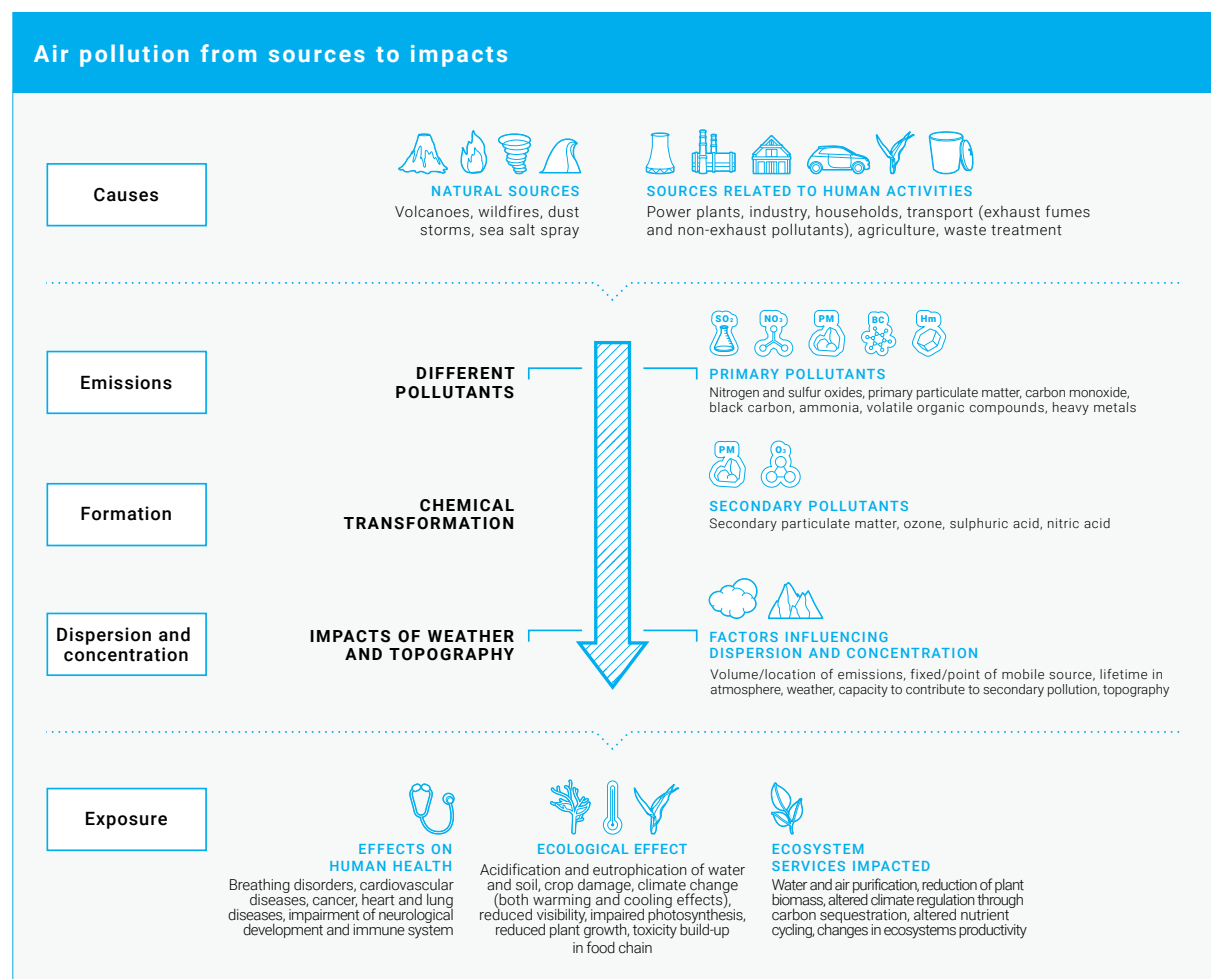 Air pollution from sources to impacts
Causes
NATURAL SOURCES
Volcanoes, wildfires, dust
storms, sea salt spray
SOURCES RELATED TO HUMAN ACTIVITIES
Power plants, industry, households, transport (exhaust fumes
and non-exhaust pollutants), agriculture, waste treatment
Emissions
DIFFERENT
POLLUTANTS
SO₂ NO₃ PM BC Hm
PRIMARY POLLUTANTS
Nitrogen and sulfur oxides, primary particulate matter, carbon monoxide,
black carbon, ammonia, volatile organic compounds, heavy metals
Formation
CHEMICAL
TRANSFORMATION
PM O₃
SECONDARY POLLUTANTS
Secondary particulate matter, ozone, sulphuric acid, nitric acid
Dispersion and
concentration
IMPACTS OF WEATHER
AND TOPOGRAPHY
FACTORS INFLUENCING
DISPERSION AND CONCENTRATION
Volume/location of emissions, fixed/point of mobile source, lifetime in
atmosphere, weather, capacity to contribute to secondary pollution, topography
Exposure
EFFECTS ON
HUMAN HEALTH
Breathing disorders, cardiovascular
diseases, cancer, heart and lung
diseases, impairment of neurological
development and immune system
ECOLOGICAL EFFECT
Acidification and eutrophication of water
and soil, crop damage, climate change
(both warming and cooling effects),
reduced visibility, impaired photosynthesis,
reduced plant growth, toxicity build-up
in food chain
ECOSYSTEM
SERVICES IMPACTED
Water and air purification, reduction of plant
biomass, altered climate regulation through
carbon sequestration, altered nutrient
cycling, changes in ecosystems productivity